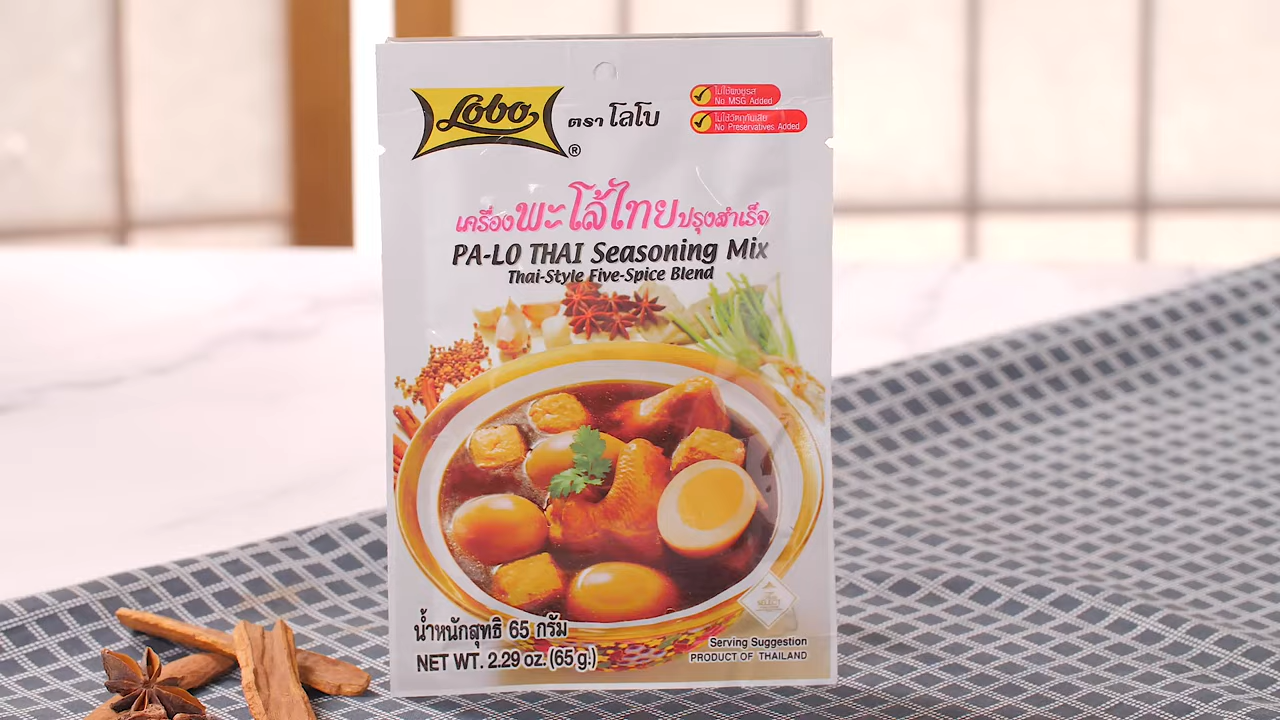 Lobo ® ตรา โลโบ
ไม่ใช้ผงชูรส
No MSG Added
ไม่ใช้วัตถุกันเสีย
No Preservatives Added
เครื่องพะโล้ไทยปรุงสำเร็จ
PA-LO THAI Seasoning Mix
Thai-Style Five-Spice Blend
SELECT
น้ำหนักสุทธิ 65 กรัม
NET WT. 2.29 oz. (65 g.)
Serving Suggestion
PRODUCT OF THAILAND